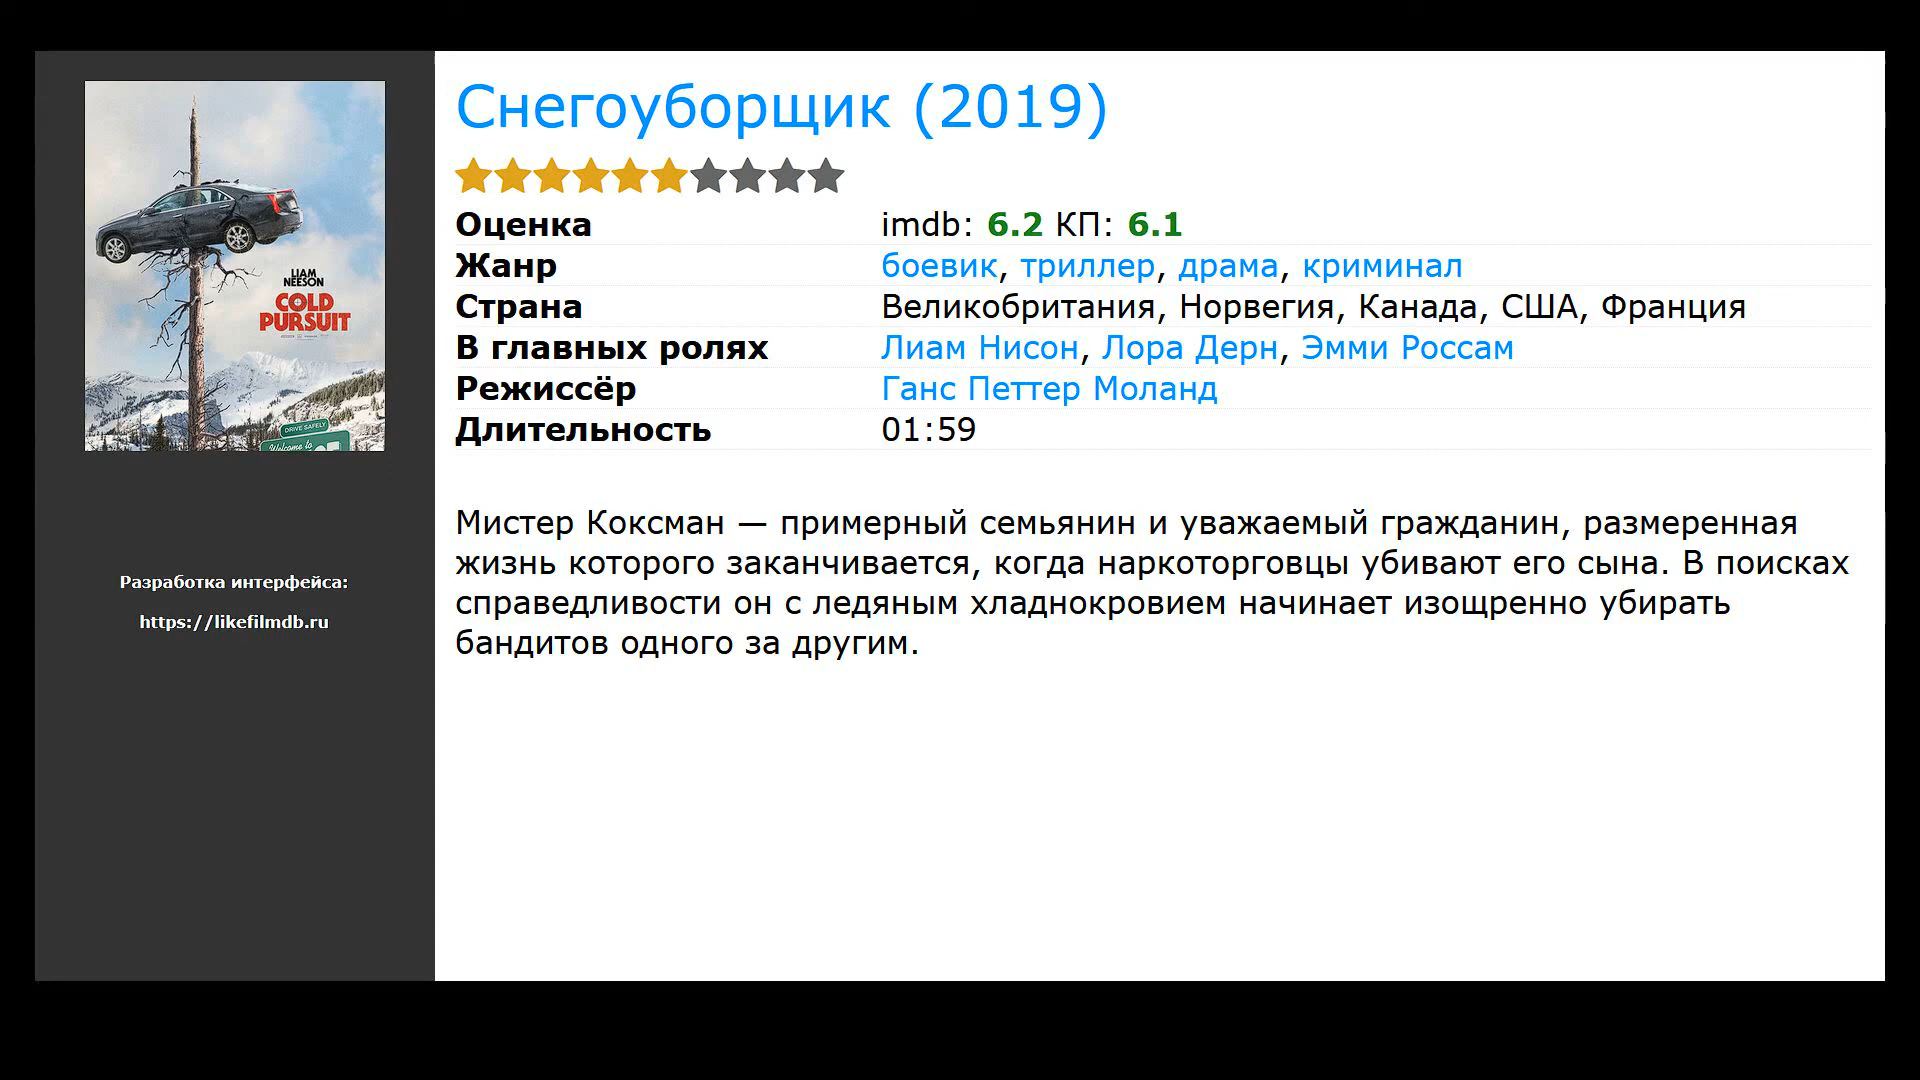 LIAM
NEESON
COLD
PURSUIT
DRIVE SAFELY
Welcome to
Разработка интерфейса:
https://likefilmdb.ru
Снегоуборщик (2019)
Оценка imdb: 6.2 КП: 6.1
Жанр боевик, триллер, драма, криминал
Страна Великобритания, Норвегия, Канада, США, Франция
В главных ролях Лиам Нисон, Лора Дерн, Эмми Россам
Режиссёр Ганс Петтер Моланд
Длительность 01:59
Мистер Коксман — примерный семьянин и уважаемый гражданин, размеренная
жизнь которого заканчивается, когда наркоторговцы убивают его сына. В поисках
справедливости он с ледяным хладнокровием начинает изощренно убирать
бандитов одного за другим.